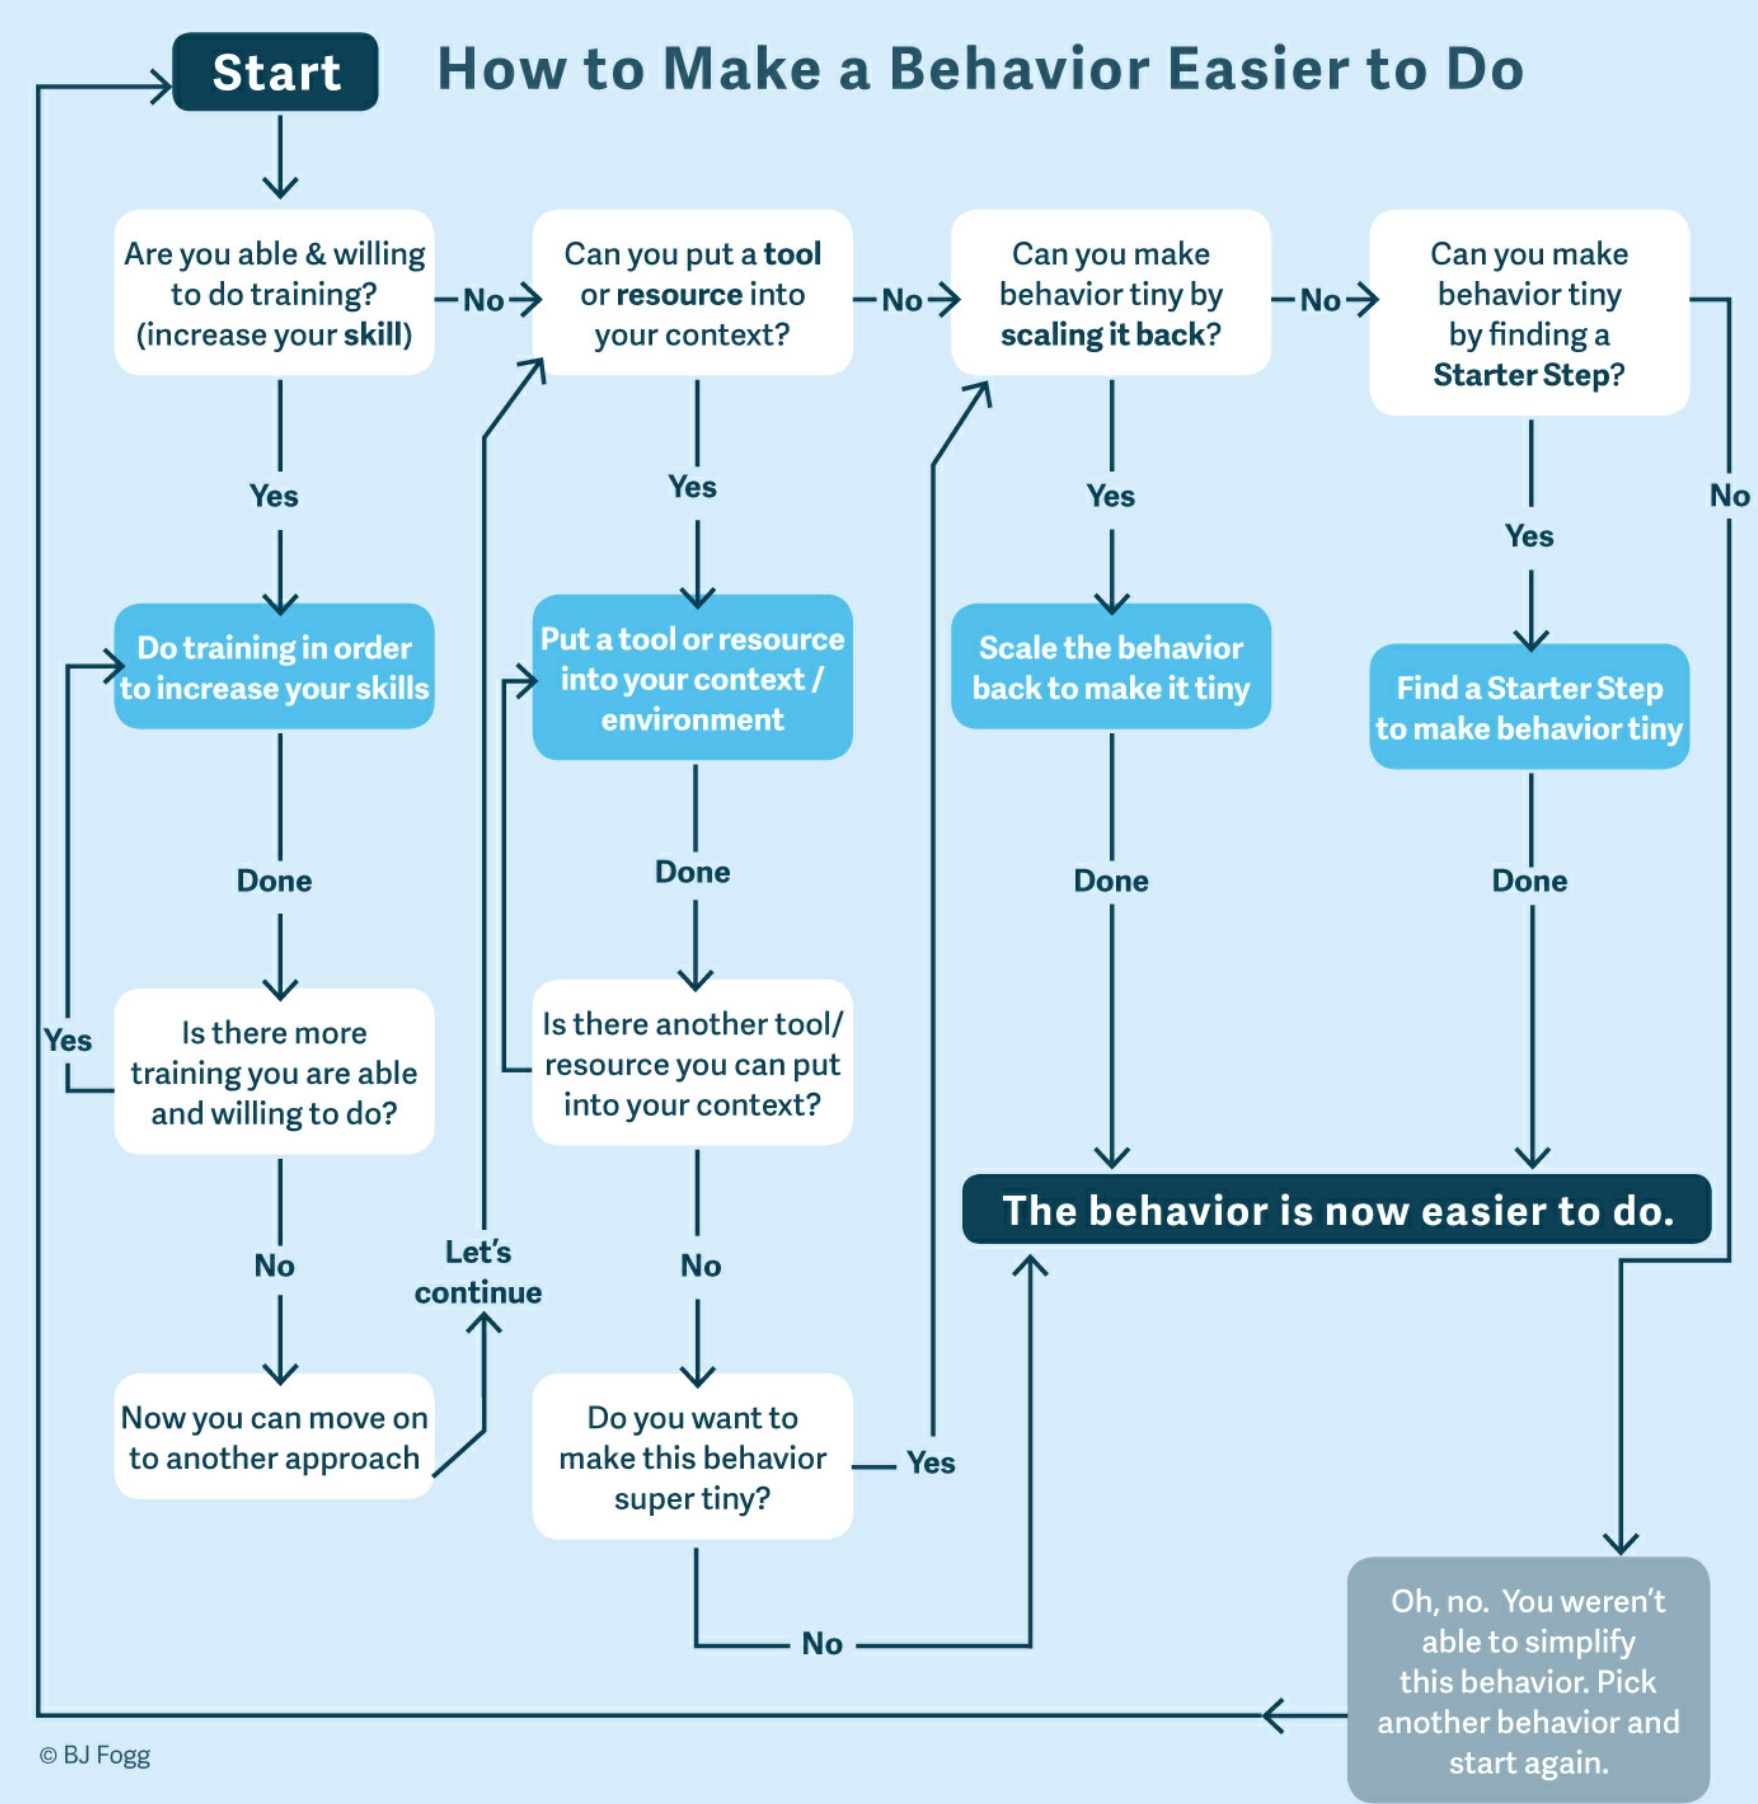 Start
How to Make a Behavior Easier to Do
Are you able & willing
to do training?
(increase your skill)
No
Can you put a tool
or resource into
your context?
No
Can you make
behavior tiny by
scaling it back?
No
Can you make
behavior tiny
by finding a
Starter Step?
No
Yes
Yes
Yes
Yes
Do training in order
to increase your skills
Put a tool or resource
into your context /
environment
Scale the behavior
back to make it tiny
Find a Starter Step
to make behavior tiny
Done
Done
Done
Done
Yes
Is there more
training you are able
and willing to do?
Is there another tool/
resource you can put
into your context?
The behavior is now easier to do.
No
Let's
continue
No
Now you can move on
to another approach
Do you want to
make this behavior
super tiny?
Yes
No
Oh, no. You weren't
able to simplify
this behavior. Pick
another behavior and
start again.
© BJ Fogg